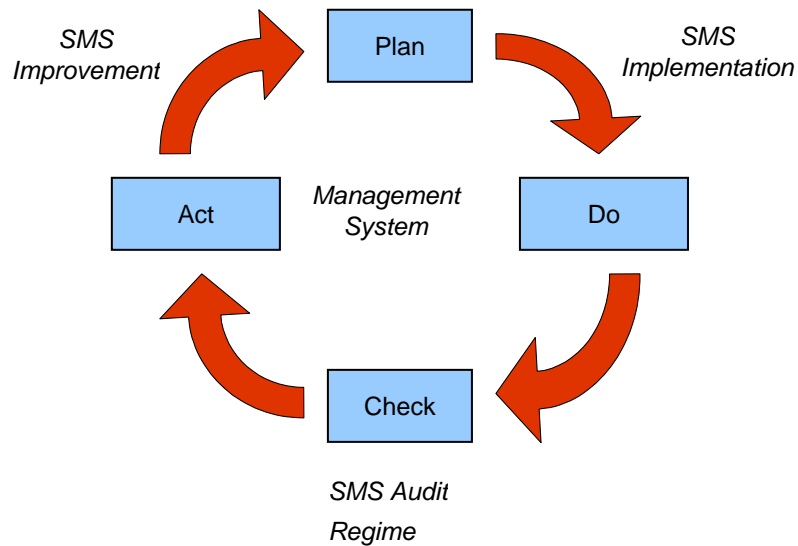 SMS
Improvement
Plan
SMS
Implementation
Act
Management
System
Do
Check
SMS Audit
Regime